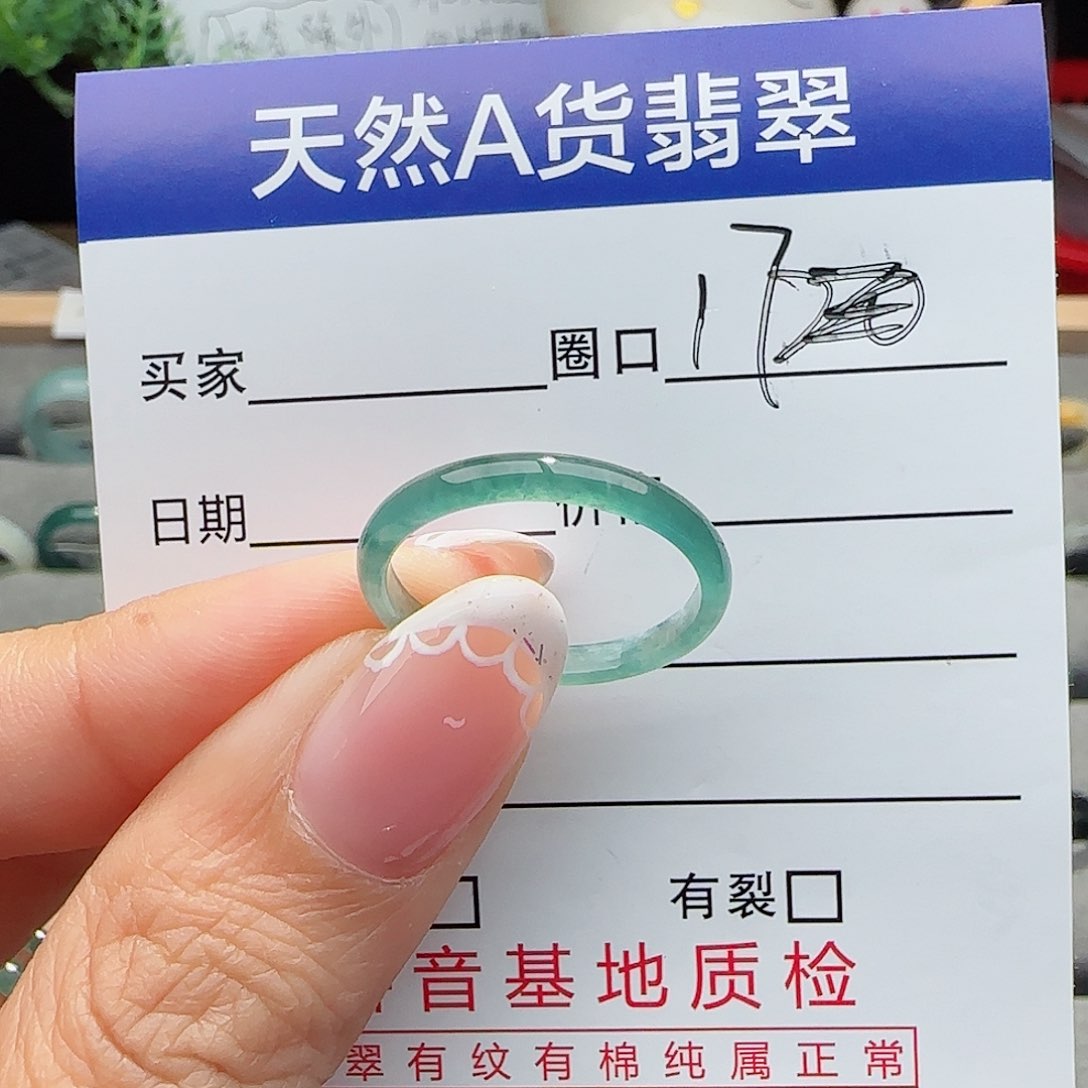 天然A货翡翠
买家 圈口 17
日期
有裂
音基地质检
翠有纹有棉纯属正常